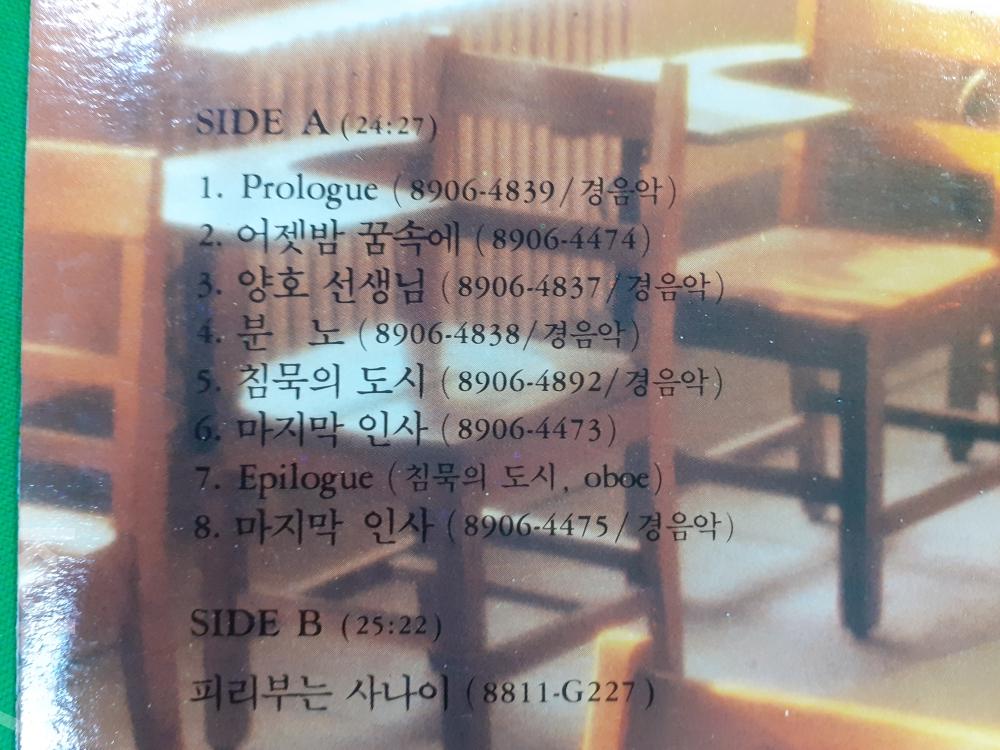 SIDE A (24:27)
1. Prologue (8906-4839/경음악)
2. 어젯밤 꿈속에 (8906-4474)
3. 양호 선생님 (8906-4837/경음악)
4. 분 노 (8906-4838/경음악)
5. 침묵의 도시 (8906-4892/경음악)
6. 마지막 인사 (8906-4473)
7. Epilogue (침묵의 도시, oboe)
8. 마지막 인사 (8906-4475/경음악)
SIDE B (25:22)
피리부는 사나이 (8811-G227)